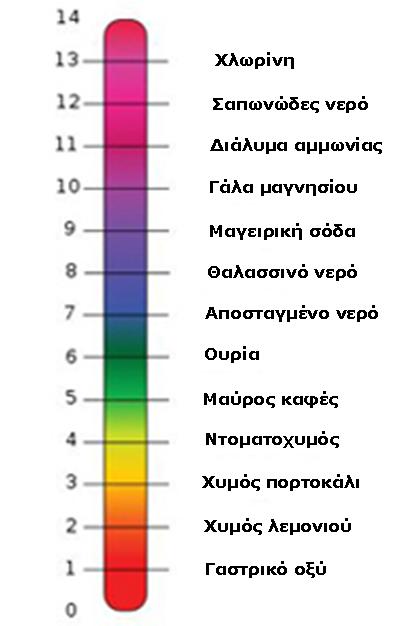 14
13 Χλωρίνη
12 Σαπωνώδες νερό
11 Διάλυμα αμμωνίας
10 Γάλα μαγνησίου
9 Μαγειρική σόδα
8 Θαλασσινό νερό
7 Αποσταγμένο νερό
6 Ουρία
5 Μαύρος καφές
4 Ντοματοχυμός
3 Χυμός πορτοκάλι
2 Χυμός λεμονιού
1 Γαστρικό οξύ
0